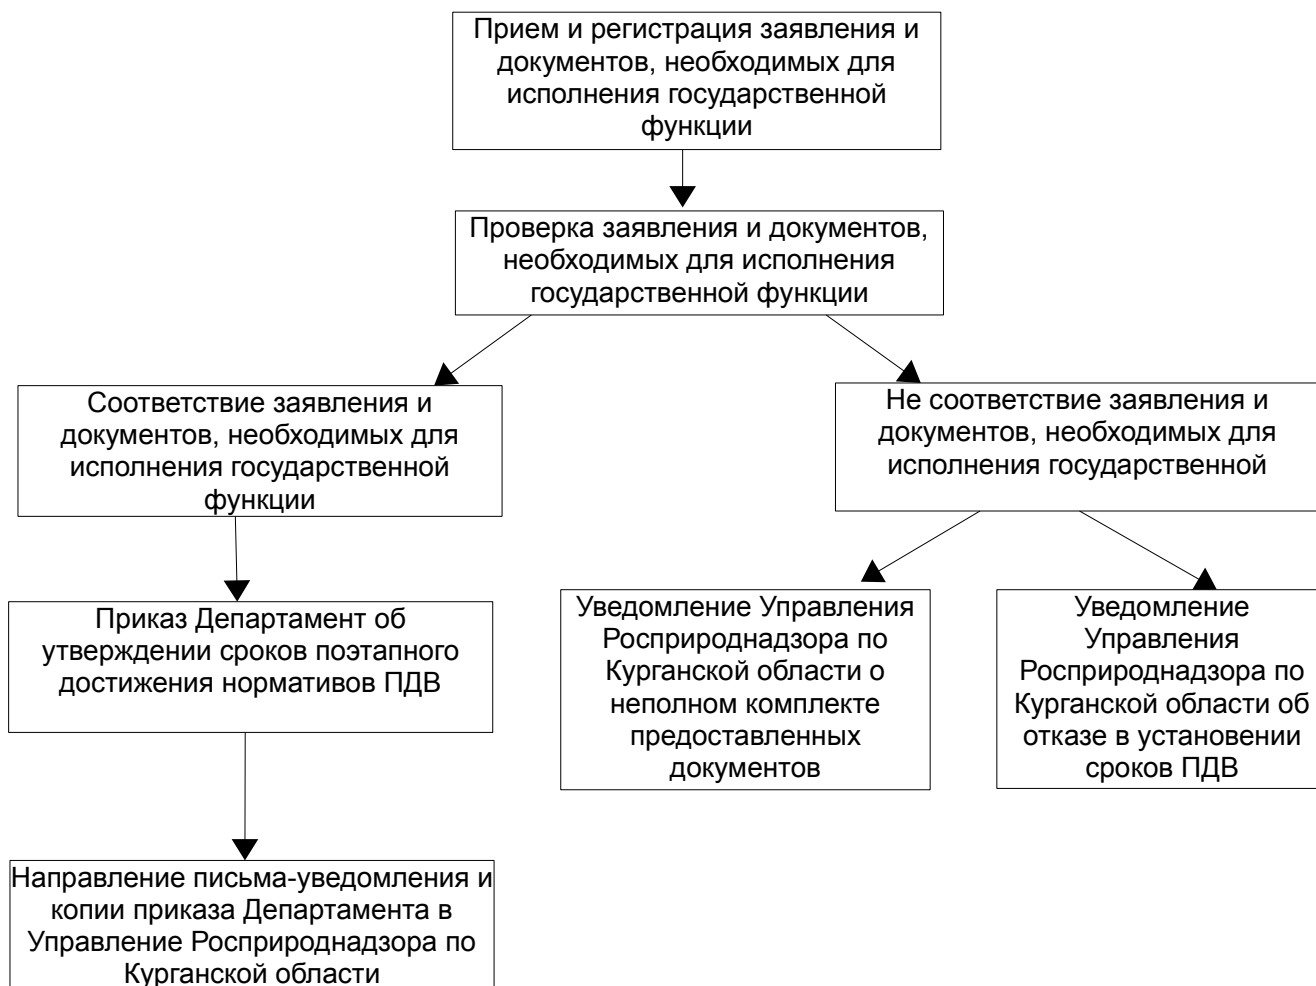 Прием и регистрация заявления и
документов, необходимых для
исполнения государственной
функции
Проверка заявления и документов,
необходимых для исполнения
государственной функции
Соответствие заявления и
документов, необходимых для
исполнения государственной
функции
Не соответствие заявления и
документов, необходимых для
исполнения государственной
Приказ Департамент об
утверждении сроков поэтапного
достижения нормативов ПДВ
Уведомление Управления
Росприроднадзора по
Курганской области о
неполном комплекте
предоставленных
документов
Уведомление
Управления
Росприроднадзора по
Курганской области об
отказе в установении
сроков ПДВ
Направление письма-уведомления и
копии приказа Департамента в
Управление Росприроднадзора по
Курганской области